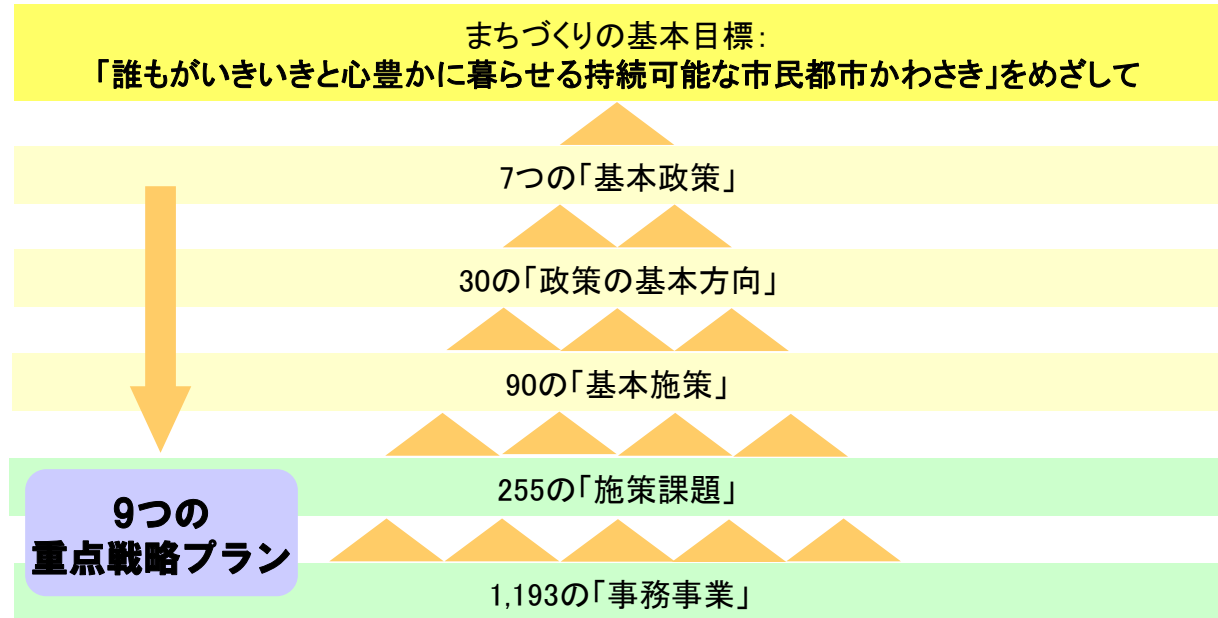 まちづくりの基本目標：
「誰もがいきいきと心豊かに暮らせる持続可能な市民都市かわさき」をめざして
7つの「基本政策」
30の「政策の基本方向」
90の「基本施策」
255の「施策課題」
9つの
重点戦略プラン
1,193の「事務事業」